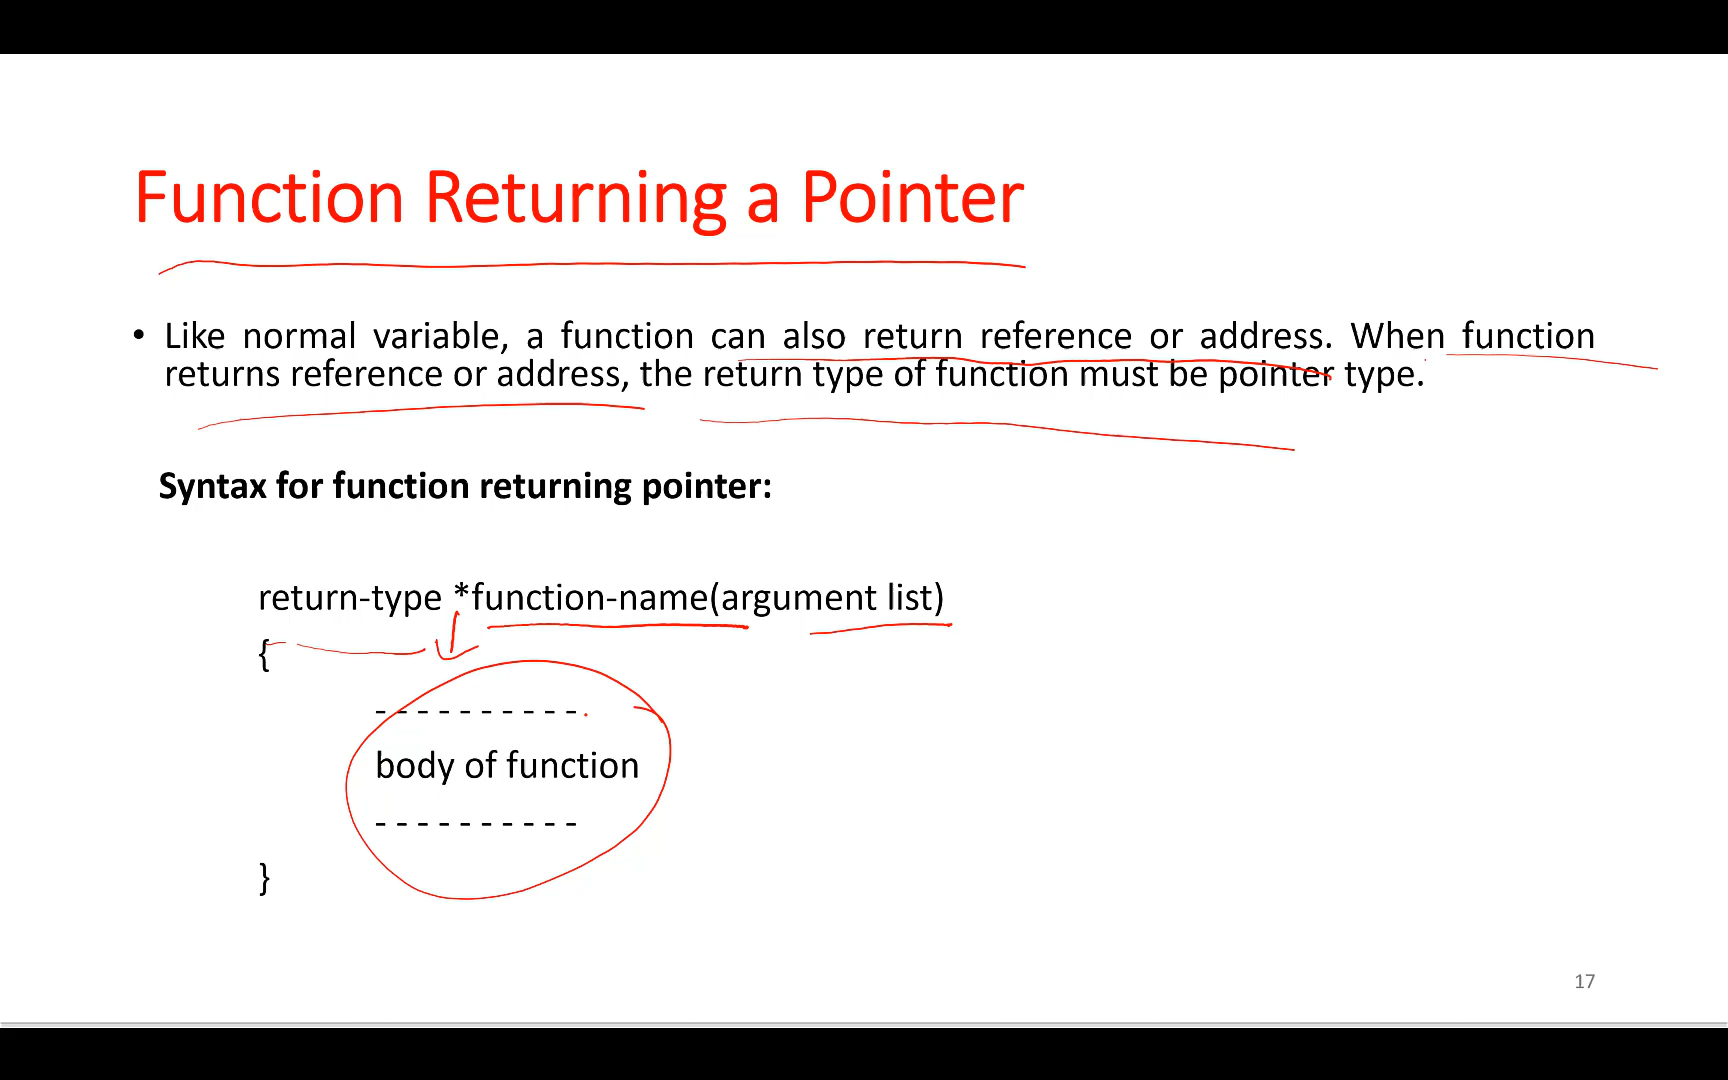 Function Returning a Pointer
• Like normal variable, a function can also return reference or address. When function
returns reference or address, the return type of function must be pointer type.
Syntax for function returning pointer:
return-type *function-name(argument list)
{
- - - - - - - - - -
body of function
- - - - - - - - - -
}
17